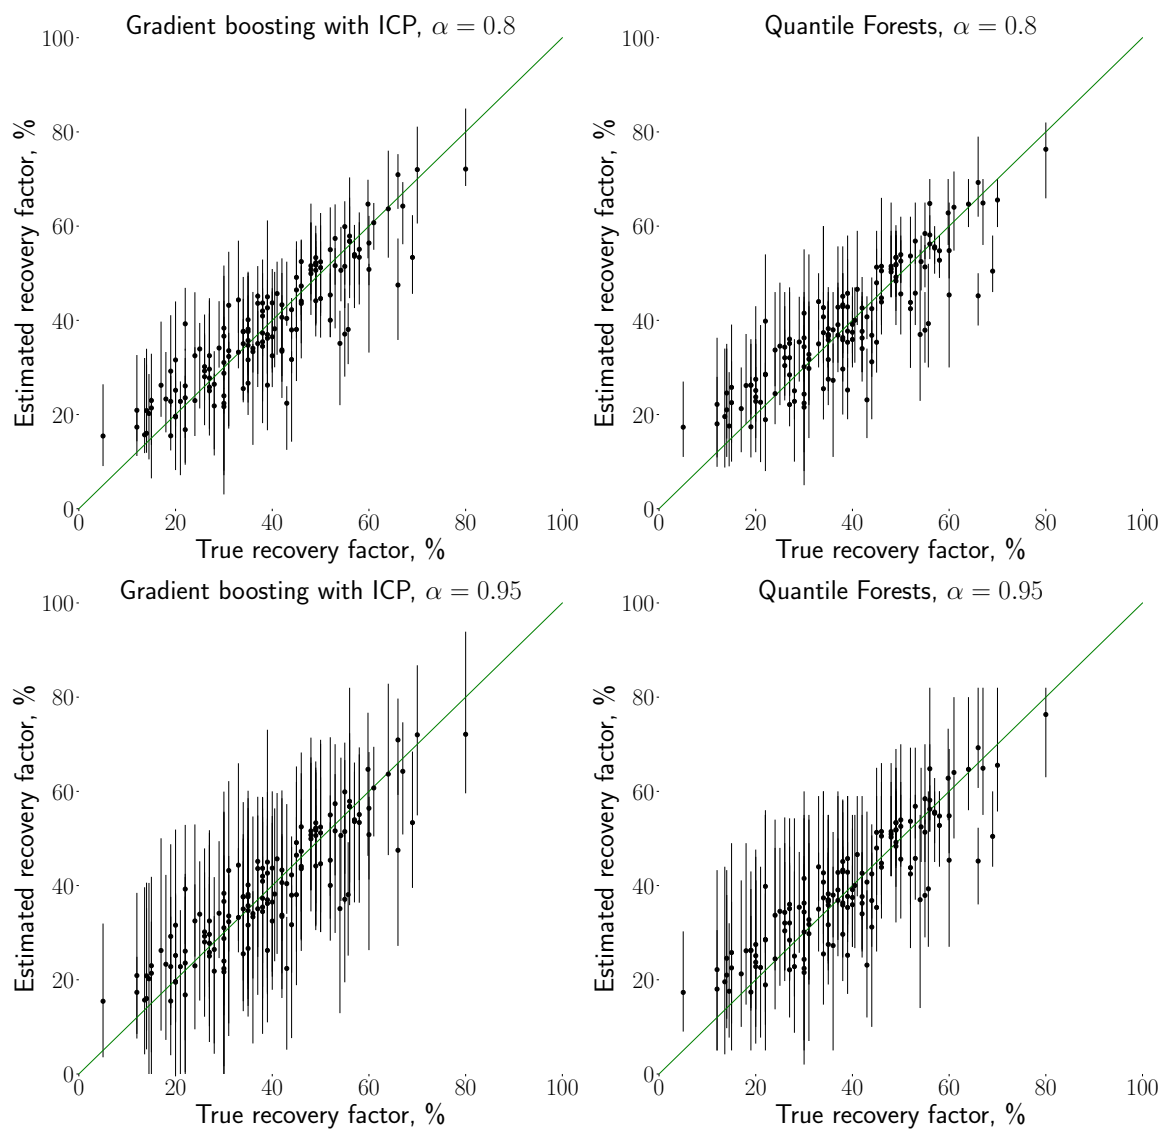 Gradient boosting with ICP, α = 0.8
100
80
60
40
20
0
Estimated recovery factor, %
0 20 40 60 80 100
True recovery factor, %
Quantile Forests, α = 0.8
100
80
60
40
20
0
Estimated recovery factor, %
0 20 40 60 80 100
True recovery factor, %
Gradient boosting with ICP, α = 0.95
100
80
60
40
20
0
Estimated recovery factor, %
0 20 40 60 80 100
True recovery factor, %
Quantile Forests, α = 0.95
100
80
60
40
20
0
Estimated recovery factor, %
0 20 40 60 80 100
True recovery factor, %